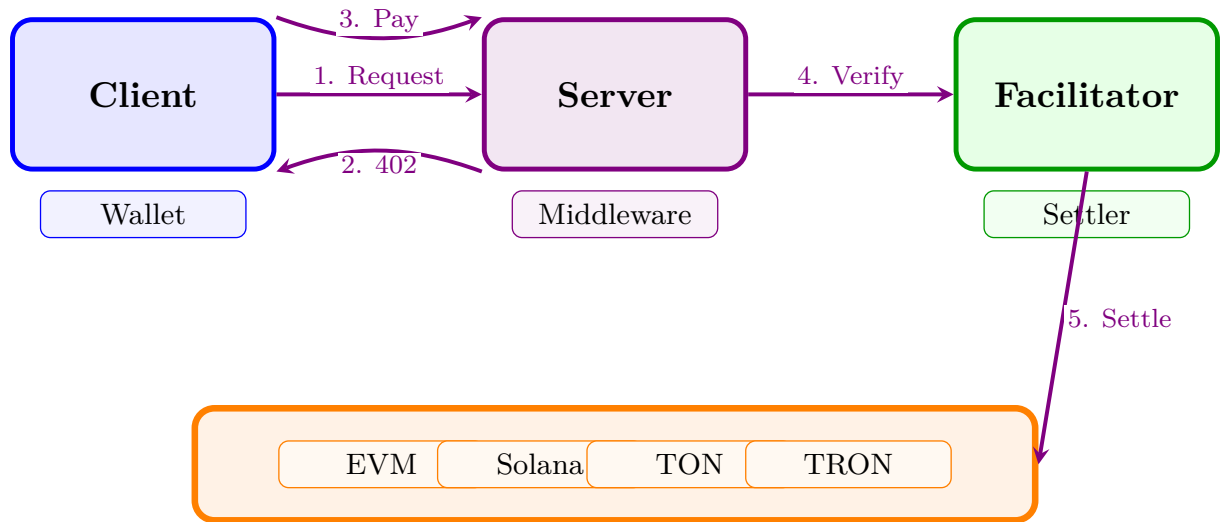 3. Pay
1. Request
4. Verify
Client
Server
Facilitator
2. 402
Wallet
Middleware
Settler
5. Settle
EVM
Solana
TON
TRON